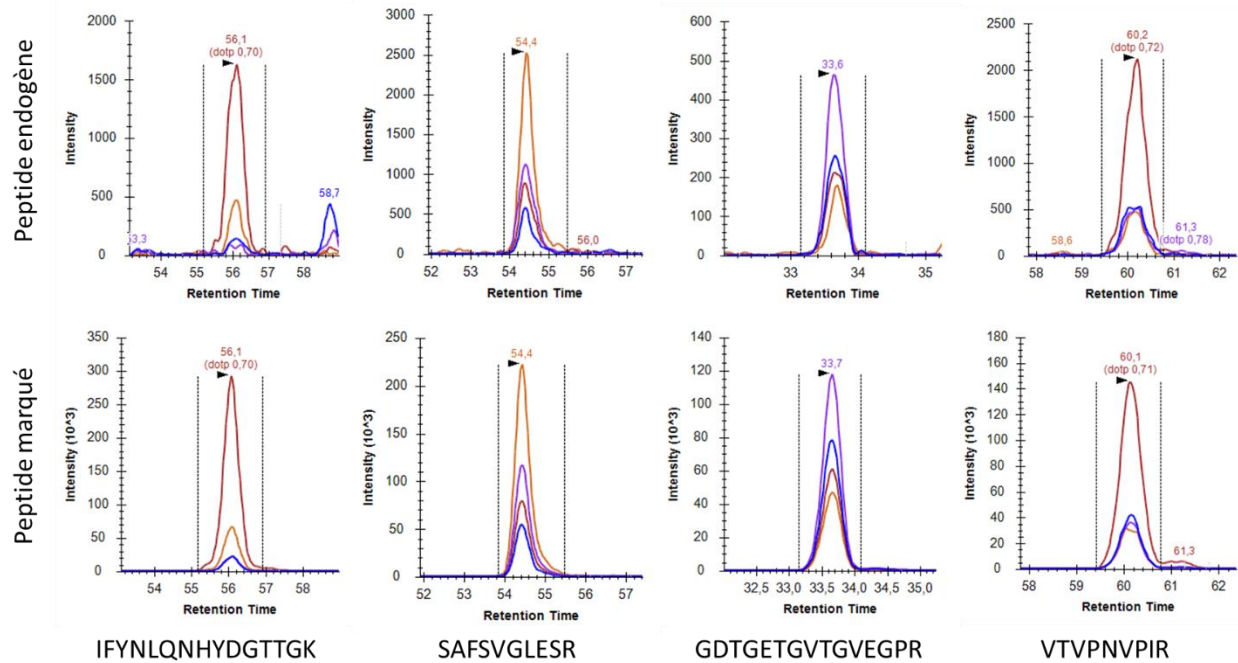 Peptide endogène
2000
1500
1000
500
0
Intensity
56,1
(dotp 0,70)
58,7
54 55 56 57 58
Retention Time
3000
2500
2000
1500
1000
500
0
Intensity
54,4
56,0
52 53 54 55 56 57
Retention Time
600
500
400
300
200
100
0
Intensity
33,6
33 34 35
Retention Time
2500
2000
1500
1000
500
0
Intensity
60,2
(dotp 0,72)
58,6
61,3
(dotp 0,78)
58 59 60 61 62
Retention Time
Peptide marqué
350
300
250
200
150
100
50
0
Intensity (10^3)
56,1
(dotp 0,70)
54 55 56 57 58
Retention Time
250
200
150
100
50
0
Intensity (10^3)
54,4
52 53 54 55 56 57
Retention Time
140
120
100
80
60
40
20
0
Intensity (10^3)
33,7
32,5 33,0 33,5 34,0 34,5 35,0
Retention Time
180
160
140
120
100
80
60
40
20
0
Intensity (10^3)
60,1
(dotp 0,71)
61,3
58 59 60 61 62
Retention Time
IFYNLQNHYDGTTGK
SAFSVGLESR
GDTGETGVTGVEGPR
VTVPNVPIR